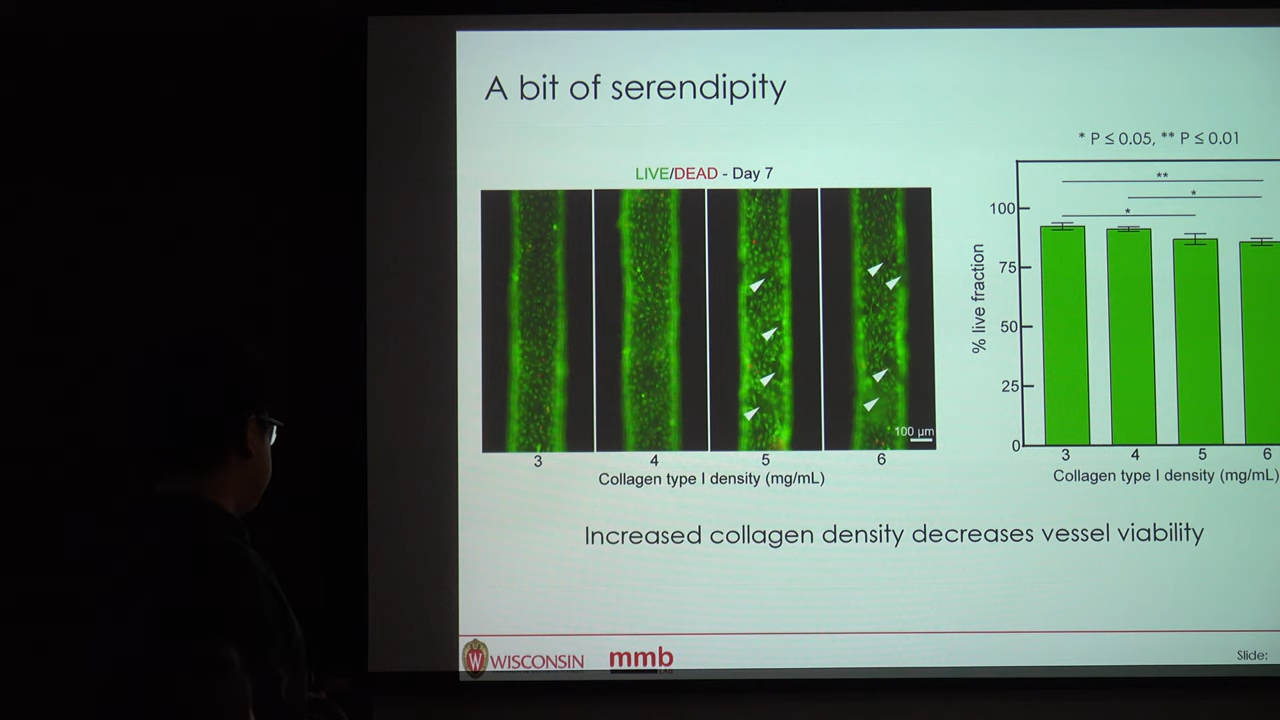 A bit of serendipity
* P ≤ 0.05, ** P ≤ 0.01
LIVE/DEAD - Day 7
100 µm
3 4 5 6
Collagen type I density (mg/mL)
**
*
*
100
75
50
25
0
% live fraction
3 4 5 6
Collagen type I density (mg/mL)
Increased collagen density decreases vessel viability
W WISCONSIN
mmb
Slide: